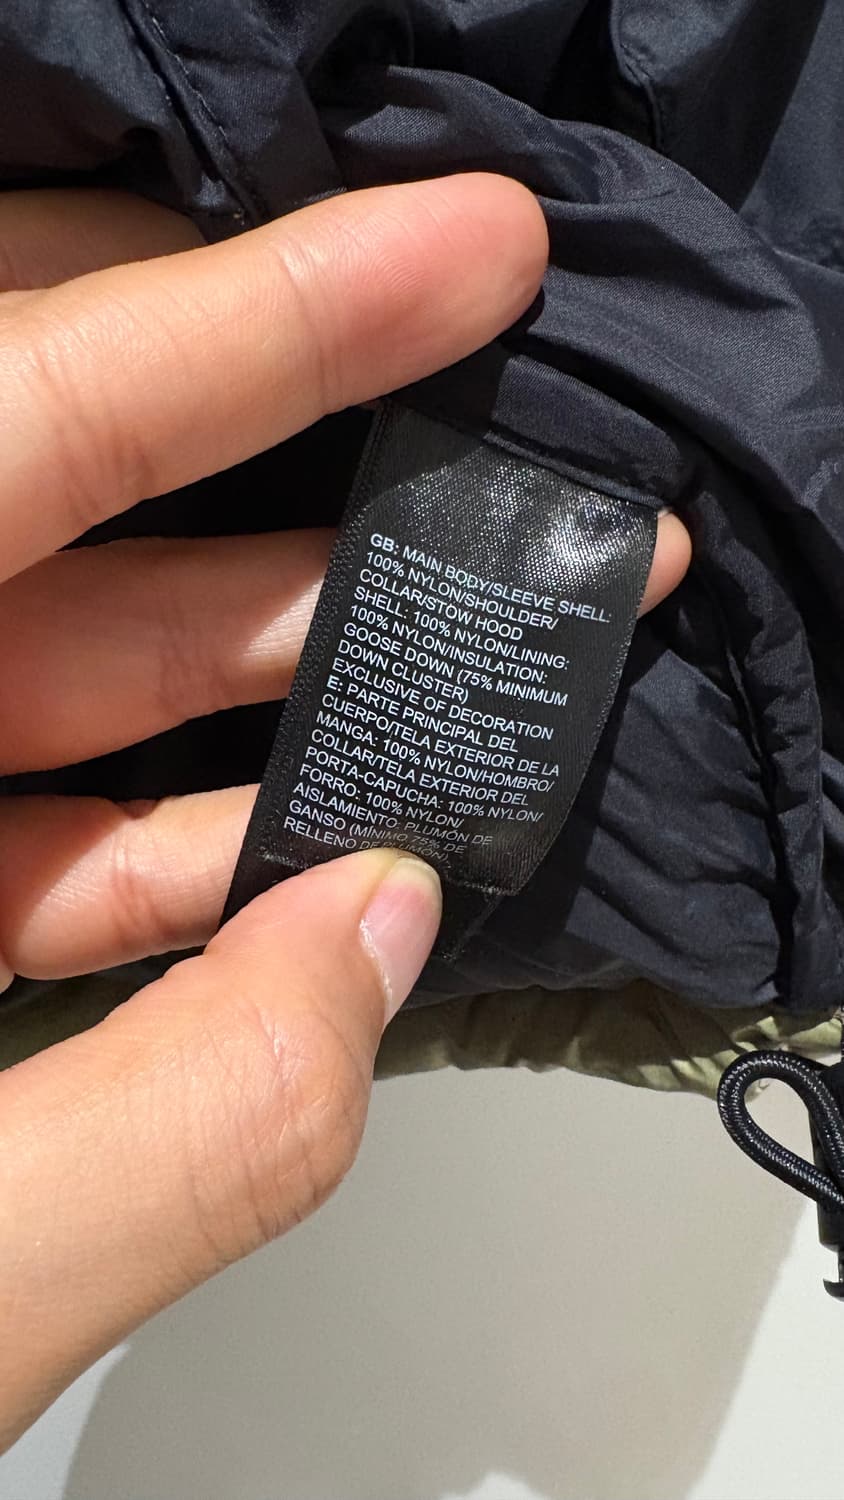 GB: MAIN BODY/SLEEVE SHELL:
100% NYLON/SHOULDER/
COLLAR/STOW HOOD
SHELL: 100% NYLON/LINING:
100% NYLON/INSULATION:
GOOSE DOWN (75% MINIMUM
DOWN CLUSTER)
EXCLUSIVE OF DECORATION
E: PARTE PRINCIPAL DEL
CUERPO/TELA EXTERIOR DE LA
MANGA: 100% NYLON/HOMBRO/
COLLAR/TELA EXTERIOR DEL
PORTA-CAPUCHA: 100% NYLON/
FORRO: 100% NYLON/
AISLAMIENTO: PLUMÓN DE
GANSO (MÍNIMO 75% DE
RELLENO DE PLUMÓN).